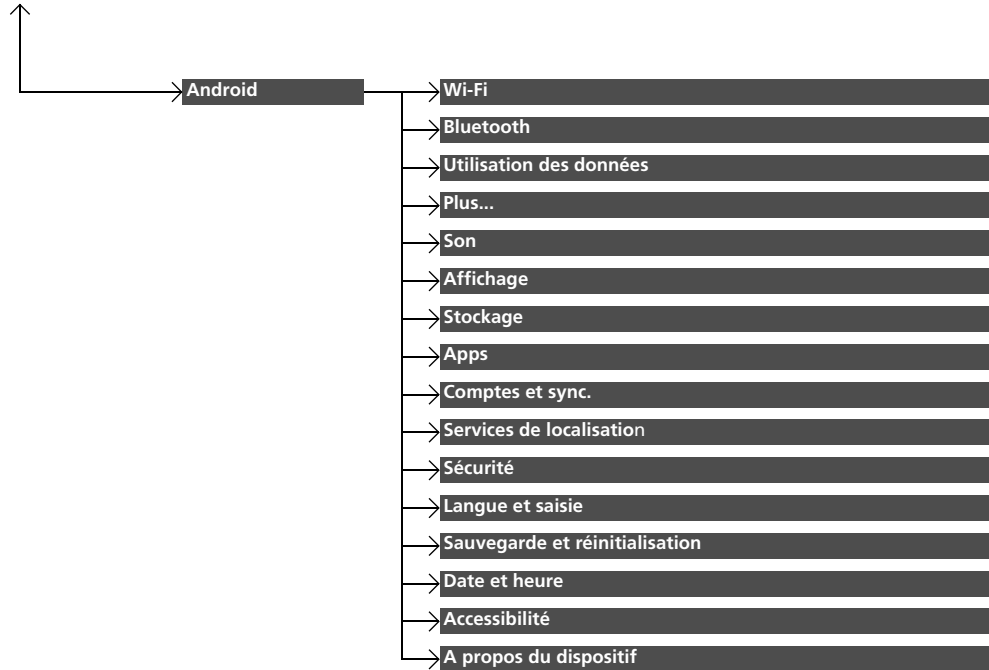 Android
Wi-Fi
Bluetooth
Utilisation des données
Plus...
Son
Affichage
Stockage
Apps
Comptes et sync.
Services de localisation
Sécurité
Langue et saisie
Sauvegarde et réinitialisation
Date et heure
Accessibilité
A propos du dispositif